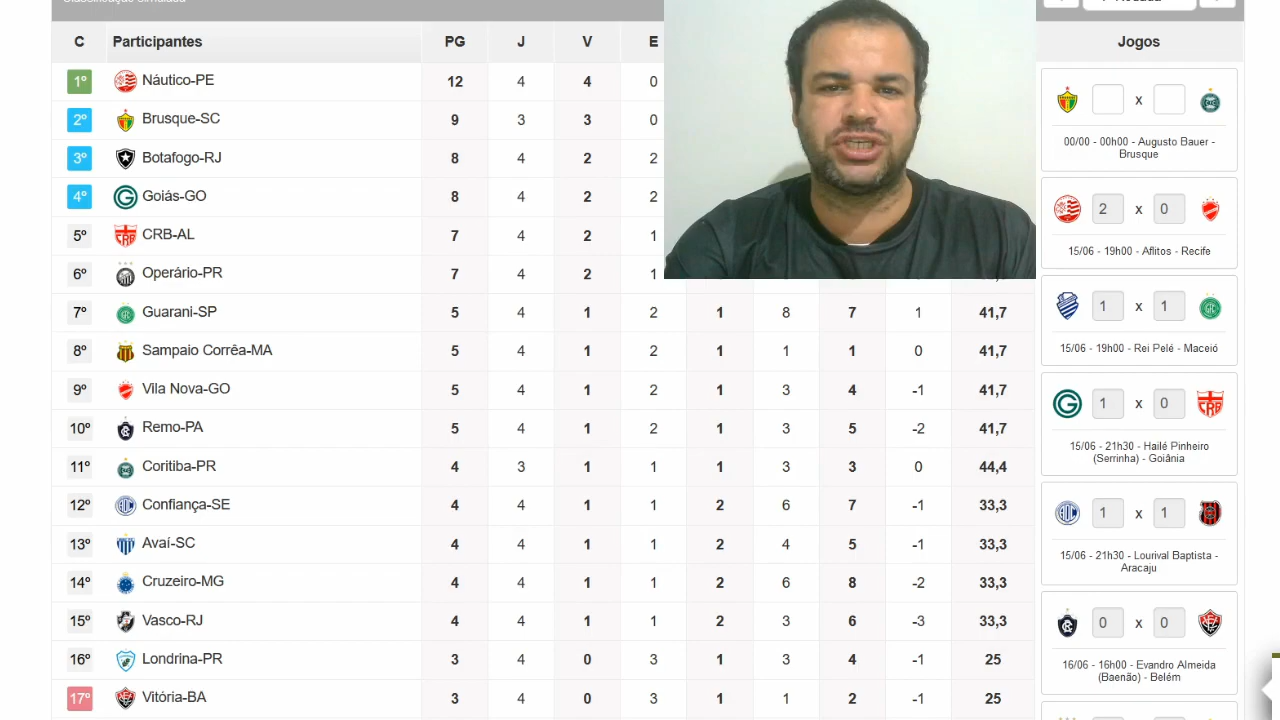 C Participantes PG J V E
1º Náutico-PE 12 4 4 0
2º Brusque-SC 9 3 3 0
3º Botafogo-RJ 8 4 2 2
4º Goiás-GO 8 4 2 2
5º CRB-AL 7 4 2 1
6º Operário-PR 7 4 2 1
7º Guarani-SP 5 4 1 2 1 8 7 1 41,7
8º Sampaio Corrêa-MA 5 4 1 2 1 1 1 0 41,7
9º Vila Nova-GO 5 4 1 2 1 3 4 -1 41,7
10º Remo-PA 5 4 1 2 1 3 5 -2 41,7
11º Coritiba-PR 4 3 1 1 1 3 3 0 44,4
12º Confiança-SE 4 4 1 1 2 6 7 -1 33,3
13º Avaí-SC 4 4 1 1 2 4 5 -1 33,3
14º Cruzeiro-MG 4 4 1 1 2 6 8 -2 33,3
15º Vasco-RJ 4 4 1 1 2 3 6 -3 33,3
16º Londrina-PR 3 4 0 3 1 3 4 -1 25
17º Vitória-BA 3 4 0 3 1 1 2 -1 25
Jogos
x
00/00 - 00h00 - Augusto Bauer -
Brusque
2 x 0
15/06 - 19h00 - Aflitos - Recife
1 x 1
15/06 - 19h00 - Rei Pelé - Maceió
1 x 0
15/06 - 21h30 - Hailé Pinheiro
(Serrinha) - Goiânia
1 x 1
15/06 - 21h30 - Lourival Baptista -
Aracaju
0 x 0
16/06 - 16h00 - Evandro Almeida
(Baenão) - Belém